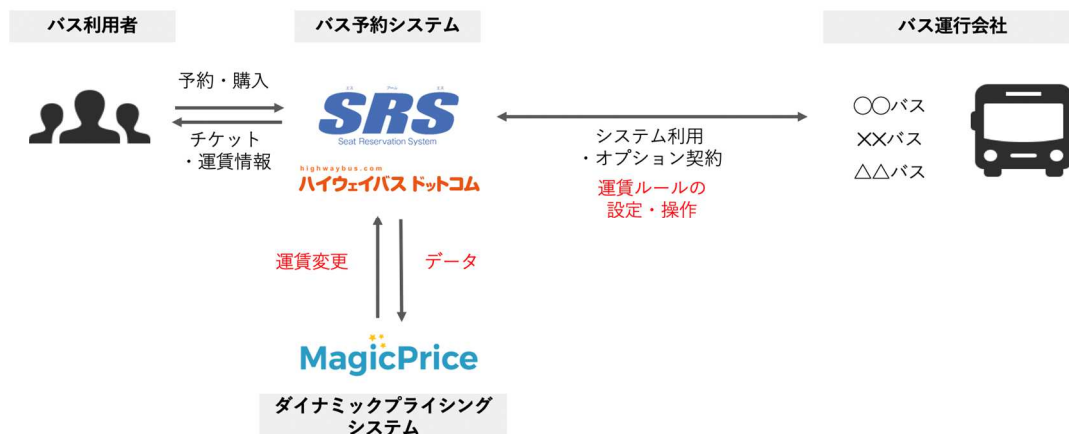 バス利用者
バス予約システム
バス運行会社
予約・購入
チケット
・運賃情報
SRS
Seat Reservation System
highwaybus.com
ハイウェイバス ドットコム
システム利用
・オプション契約
運賃ルールの
設定・操作
○○バス
××バス
△△バス
運賃変更
データ
MagicPrice
ダイナミックプライシング
システム